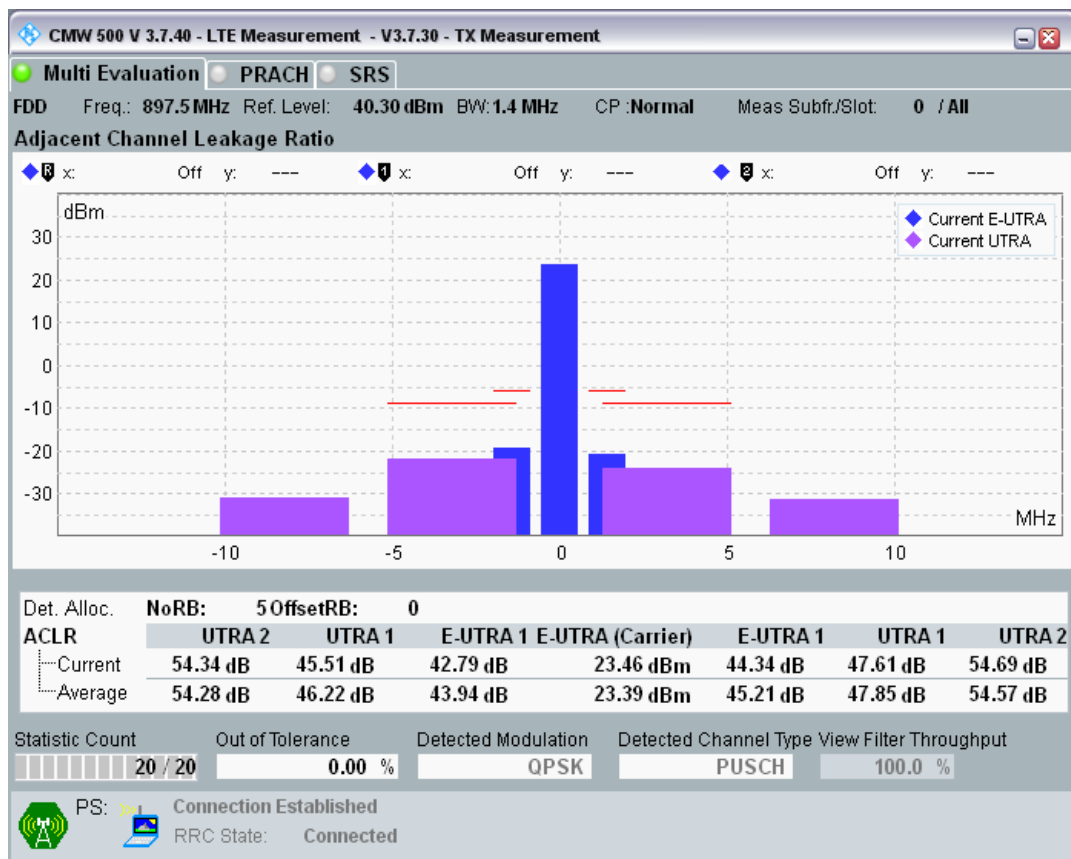 CMW 500 V 3.7.40 - LTE Measurement - V3.7.30 - TX Measurement
Multi Evaluation PRACH SRS
FDD Freq.: 897.5 MHz Ref. Level: 40.30 dBm BW: 1.4 MHz CP :Normal Meas Subfr./Slot: 0 / All
Adjacent Channel Leakage Ratio
R x: Off y: --- 1 x: Off y: --- 2 x: Off y: ---
dBm
Current E-UTRA
Current UTRA
30
20
10
0
-10
-20
-30
MHz
-10 -5 0 5 10
Det. Alloc. NoRB: 5 OffsetRB: 0
ACLR UTRA 2 UTRA 1 E-UTRA 1 E-UTRA (Carrier) E-UTRA 1 UTRA 1 UTRA 2
Current 54.34 dB 45.51 dB 42.79 dB 23.46 dBm 44.34 dB 47.61 dB 54.69 dB
Average 54.28 dB 46.22 dB 43.94 dB 23.39 dBm 45.21 dB 47.85 dB 54.57 dB
Statistic Count Out of Tolerance Detected Modulation Detected Channel Type View Filter Throughput
20 / 20 0.00 % QPSK PUSCH 100.0 %
PS: Connection Established
RRC State: Connected